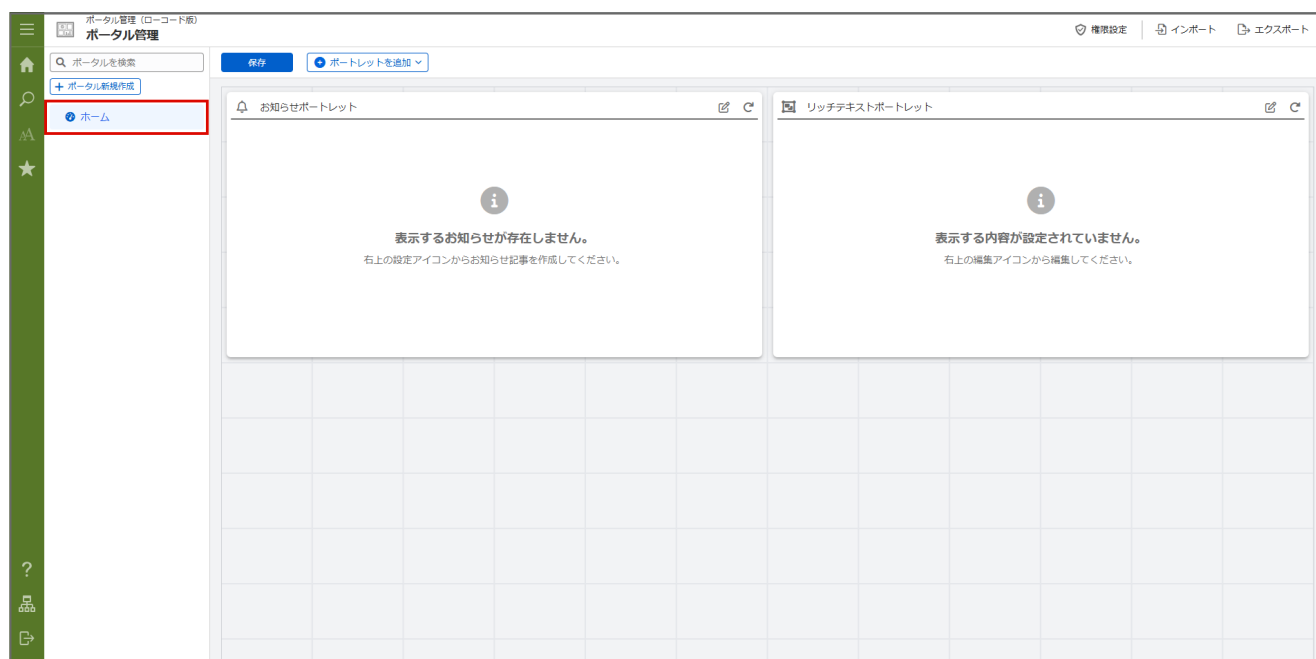 ポータル管理（ローコード版）
ポータル管理
権限設定
インポート
エクスポート
ポータルを検索
保存
ポートレットを追加
ポータル新規作成
ホーム
お知らせポートレット
リッチテキストポートレット
表示するお知らせが存在しません。
右上の設定アイコンからお知らせ記事を作成してください。
表示する内容が設定されていません。
右上の編集アイコンから編集してください。